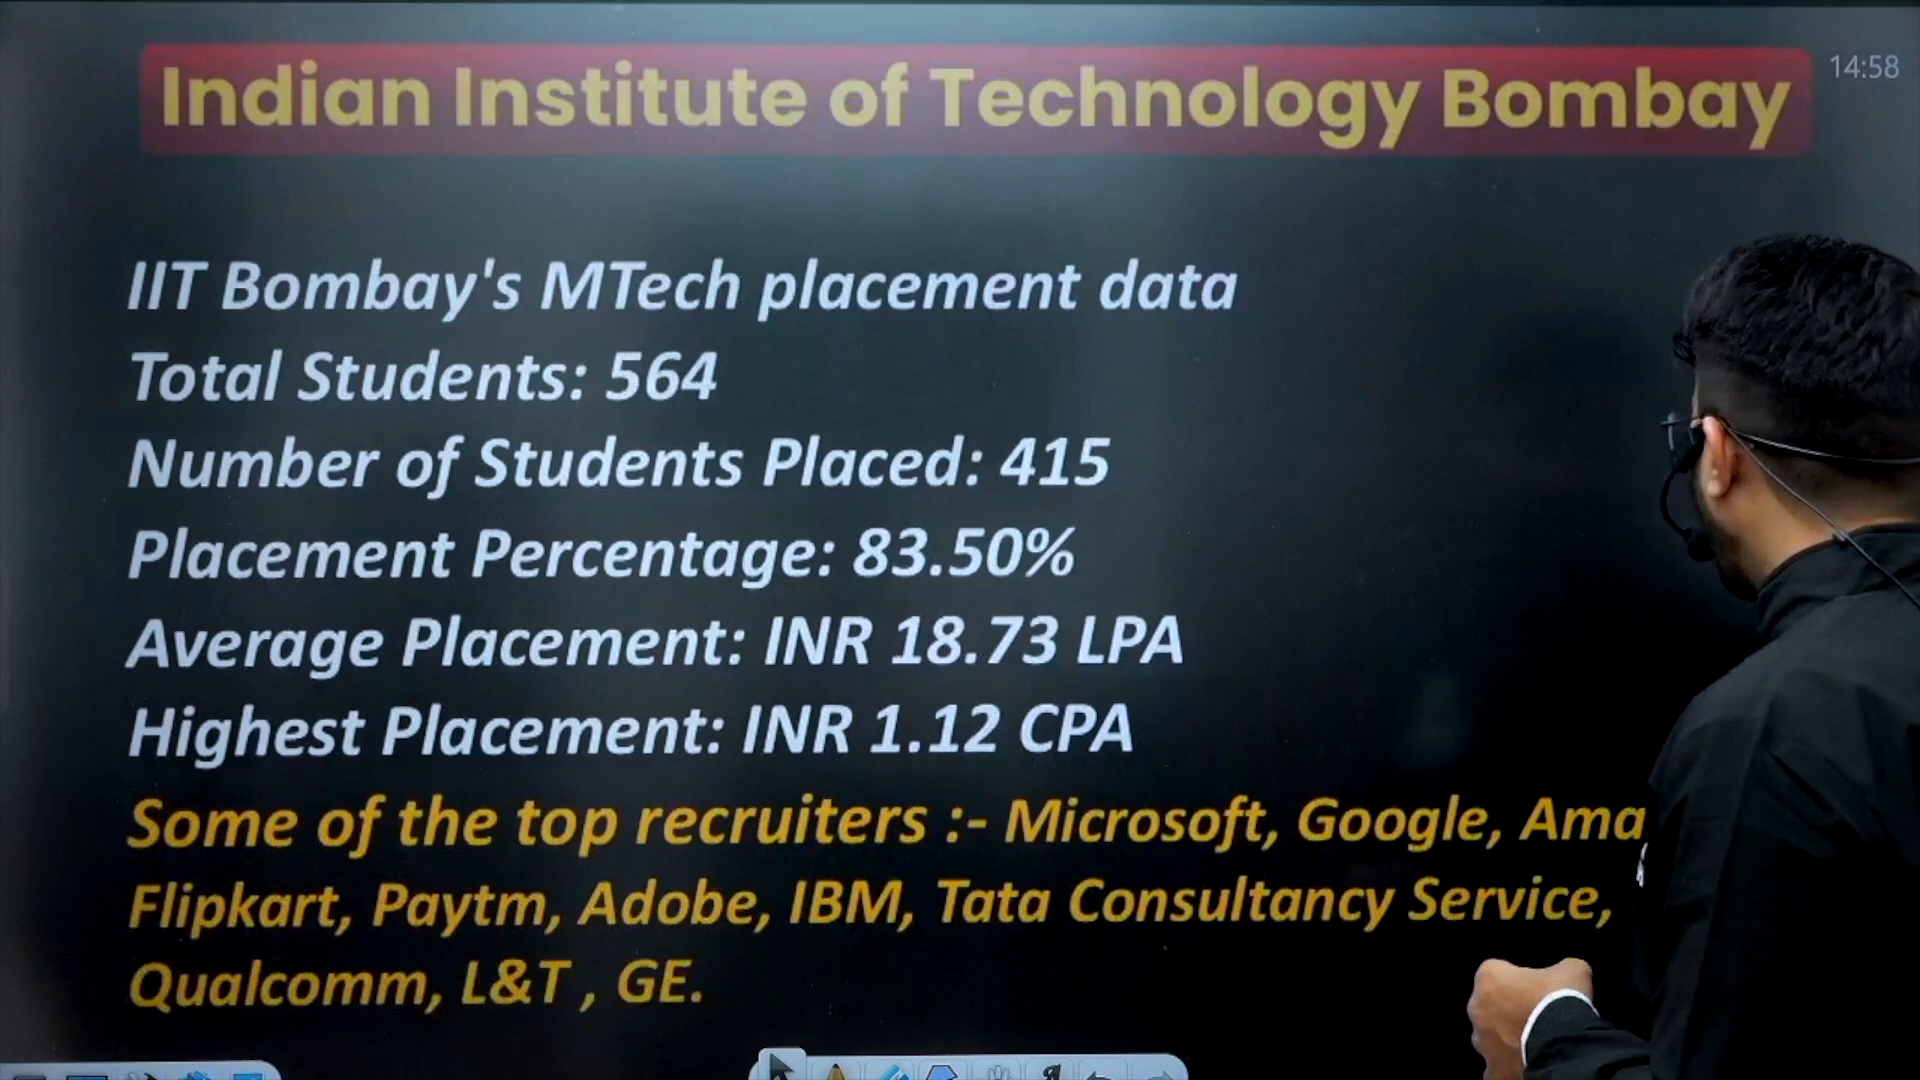 Indian Institute of Technology Bombay
14:58
IIT Bombay's MTech placement data
Total Students: 564
Number of Students Placed: 415
Placement Percentage: 83.50%
Average Placement: INR 18.73 LPA
Highest Placement: INR 1.12 CPA
Some of the top recruiters :- Microsoft, Google, Ama
Flipkart, Paytm, Adobe, IBM, Tata Consultancy Service,
Qualcomm, L&T , GE.